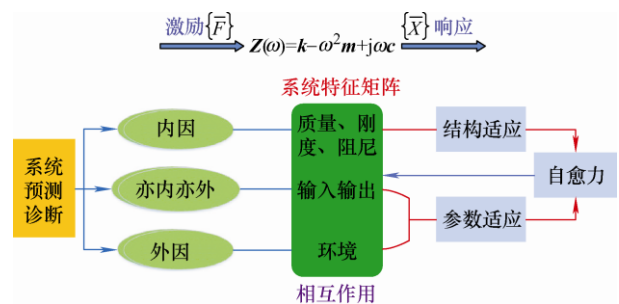 激励{F̅} Z(ω)=k−ω²m+jωc {X̅}响应
系统特征矩阵
内因
质量、刚
度、阻尼
结构适应
系统
预测
诊断
亦内亦外
输入输出
自愈力
参数适应
外因
环境
相互作用